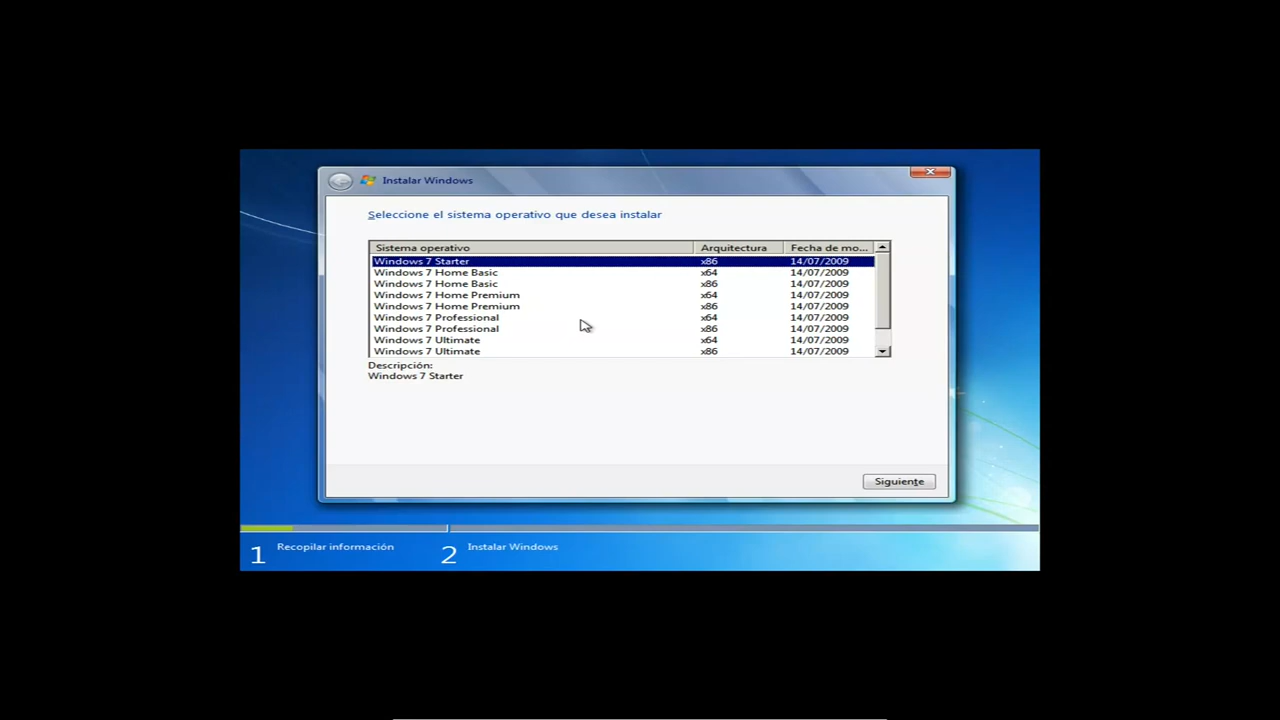 Instalar Windows
Seleccione el sistema operativo que desea instalar
Sistema operativo Arquitectura Fecha de mo...
Windows 7 Starter x86 14/07/2009
Windows 7 Home Basic x64 14/07/2009
Windows 7 Home Basic x86 14/07/2009
Windows 7 Home Premium x64 14/07/2009
Windows 7 Home Premium x86 14/07/2009
Windows 7 Professional x64 14/07/2009
Windows 7 Professional x86 14/07/2009
Windows 7 Ultimate x64 14/07/2009
Windows 7 Ultimate x86 14/07/2009
Descripción:
Windows 7 Starter
Siguiente
1 Recopilar información 2 Instalar Windows